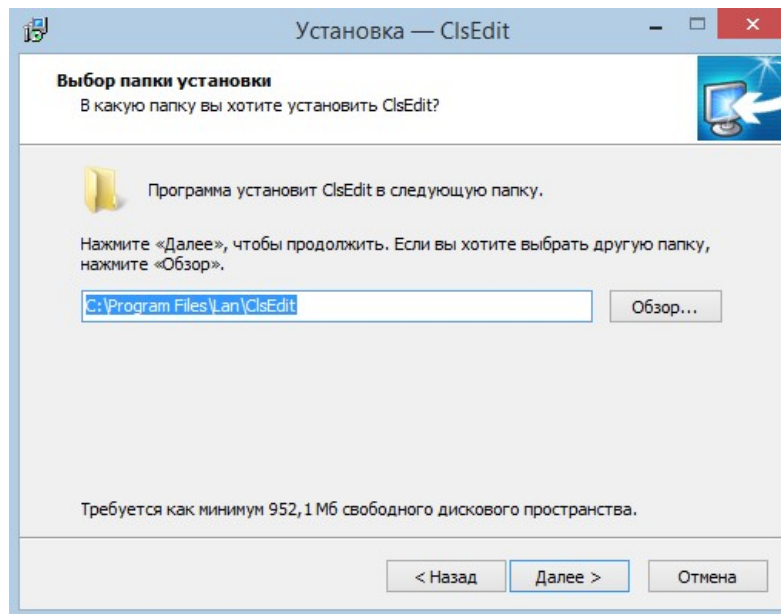 Установка — ClsEdit
Выбор папки установки
В какую папку вы хотите установить ClsEdit?
Программа установит ClsEdit в следующую папку.
Нажмите «Далее», чтобы продолжить. Если вы хотите выбрать другую папку,
нажмите «Обзор».
C:\Program Files\Lan\ClsEdit
Обзор...
Требуется как минимум 952,1 Мб свободного дискового пространства.
< Назад
Далее >
Отмена